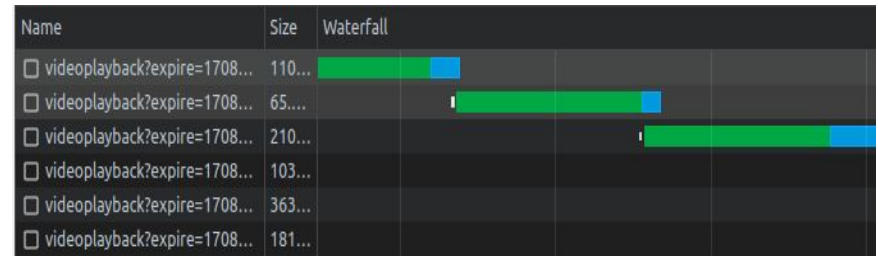 Name Size Waterfall
videoplayback?expire=1708... 110...
videoplayback?expire=1708... 65....
videoplayback?expire=1708... 210...
videoplayback?expire=1708... 103...
videoplayback?expire=1708... 363...
videoplayback?expire=1708... 181...